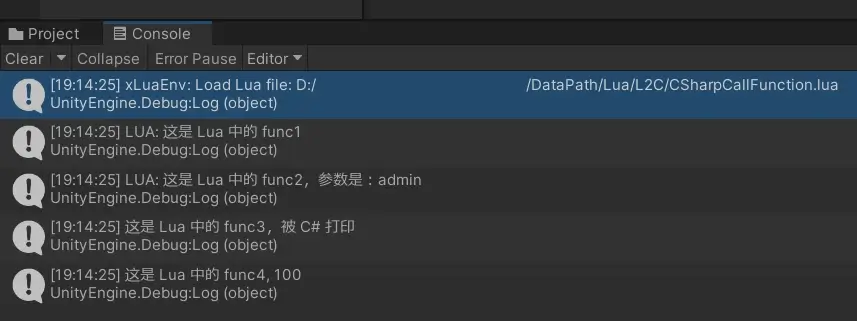 Project Console
Clear Collapse Error Pause Editor
[19:14:25] xLuaEnv: Load Lua file: D:/ /DataPath/Lua/L2C/CSharpCallFunction.lua
UnityEngine.Debug:Log (object)
[19:14:25] LUA: 这是 Lua 中的 func1
UnityEngine.Debug:Log (object)
[19:14:25] LUA: 这是 Lua 中的 func2，参数是：admin
UnityEngine.Debug:Log (object)
[19:14:25] 这是 Lua 中的 func3，被 C# 打印
UnityEngine.Debug:Log (object)
[19:14:25] 这是 Lua 中的 func4, 100
UnityEngine.Debug:Log (object)